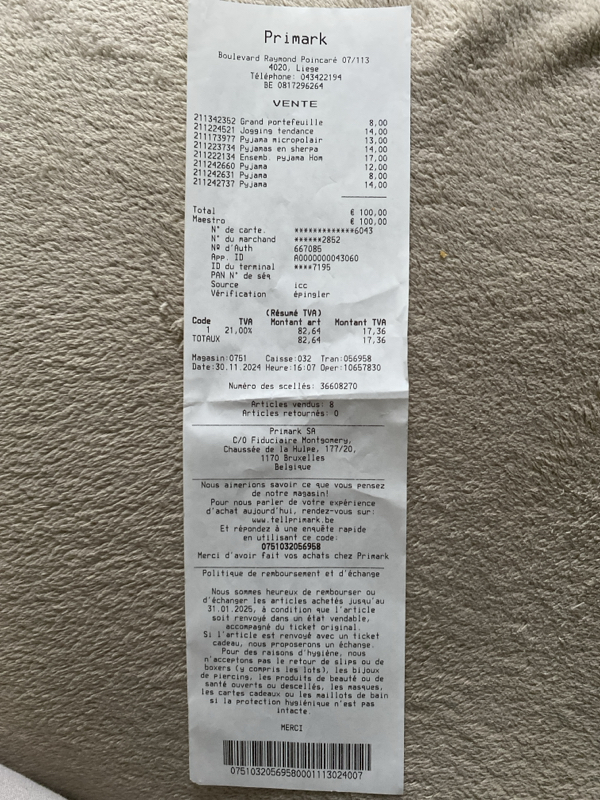 Primark
Boulevard Raymond Poincaré 07/113
4020, Liege
Téléphone: 043422194
BE 0817296264
VENTE
211342352 Grand portefeuille 8,00
211224521 Jogging tendance 14,00
211173977 Pyjama micropolair 13,00
211223734 Pyjamas en sherpa 14,00
211222134 Ensemb. pyjama Hom 17,00
211242660 Pyjama 12,00
211242631 Pyjama 8,00
211242737 Pyjama 14,00
Total € 100,00
Maestro € 100,00
N° de carte. *************6043
N° du marchand ******2852
Nº d'Auth 667085
App. ID A0000000043060
ID du terminal ****7195
PAN N° de séq
Source icc
Vérification épingler
(Résumé TVA)
Code TVA Montant art Montant TVA
1 21,00% 82,64 17,36
TOTAUX 82,64 17,36
Magasin:0751 Caisse:032 Tran:056958
Date:30.11.2024 Heure:16:07 Oper:10657830
Numéro des scellés: 36608270
Articles vendus: 8
Articles retournés: 0
Primark SA
C/O Fiduciaire Montgomery,
Chaussée de la Hulpe, 177/20,
1170 Bruxelles
Belgique
Nous aimerions savoir ce que vous pensez
de notre magasin!
Pour nous parler de votre expérience
d'achat aujourd'hui, rendez-vous sur:
www.tellprimark.be
Et répondez à une enquête rapide
en utilisant ce code:
0751032056958
Merci d'avoir fait vos achats chez Primark
Politique de remboursement et d'échange
Nous sommes heureux de rembourser ou
d'échanger les articles achetés jusqu'au
31.01.2025, à condition que l'article
soit renvoyé dans un état vendable,
accompagné du ticket original.
Si l'article est renvoyé avec un ticket
cadeau, nous proposerons un échange.
Pour des raisons d'hygiène, nous
n'acceptons pas le retour de slips ou de
boxers (y compris les lots), les bijoux
de piercing, les produits de beauté ou de
santé ouverts ou descellés, les masques,
les cartes cadeaux ou les maillots de bain
si la protection hygiénique n'est pas
intacte.
MERCI
07510320569580001113024007